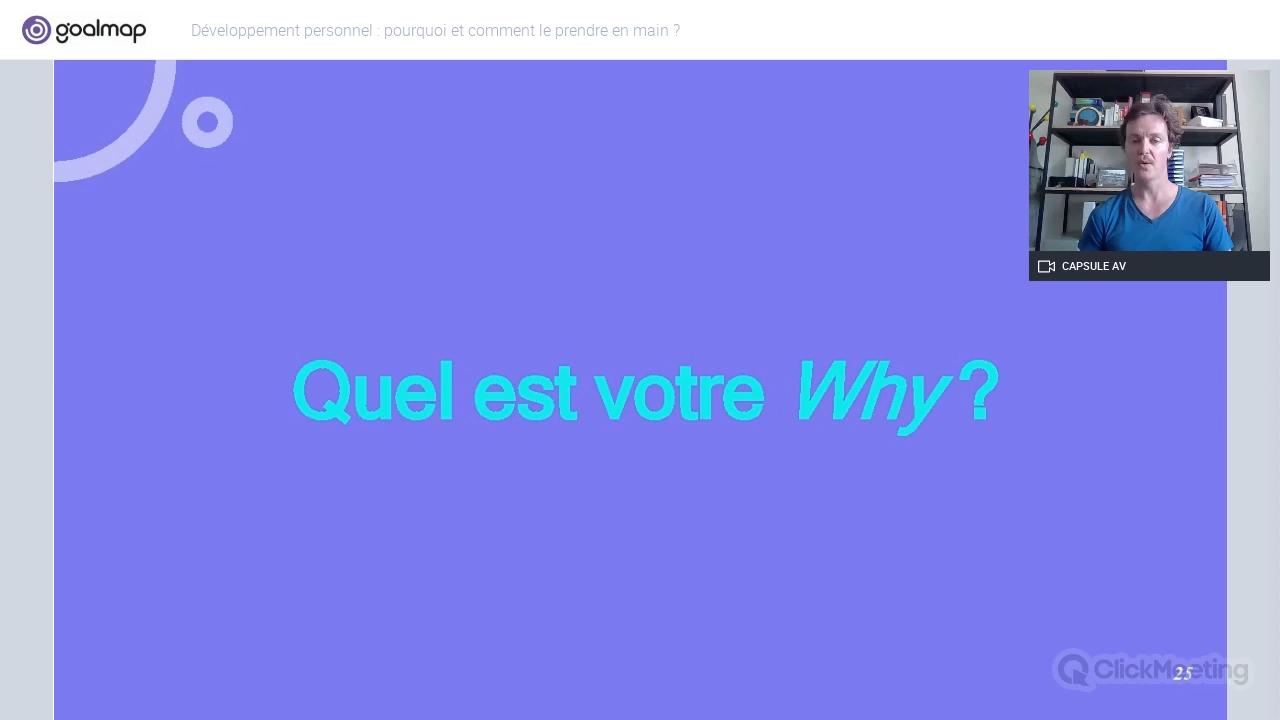 goalmap
Développement personnel : pourquoi et comment le prendre en main ?
CAPSULE AV
Quel est votre Why ?
ClickMeeting
25